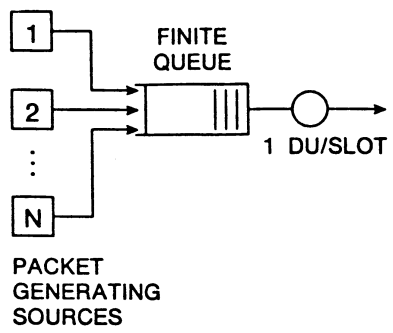 1
FINITE
QUEUE
2
1 DU/SLOT
N
PACKET
GENERATING
SOURCES